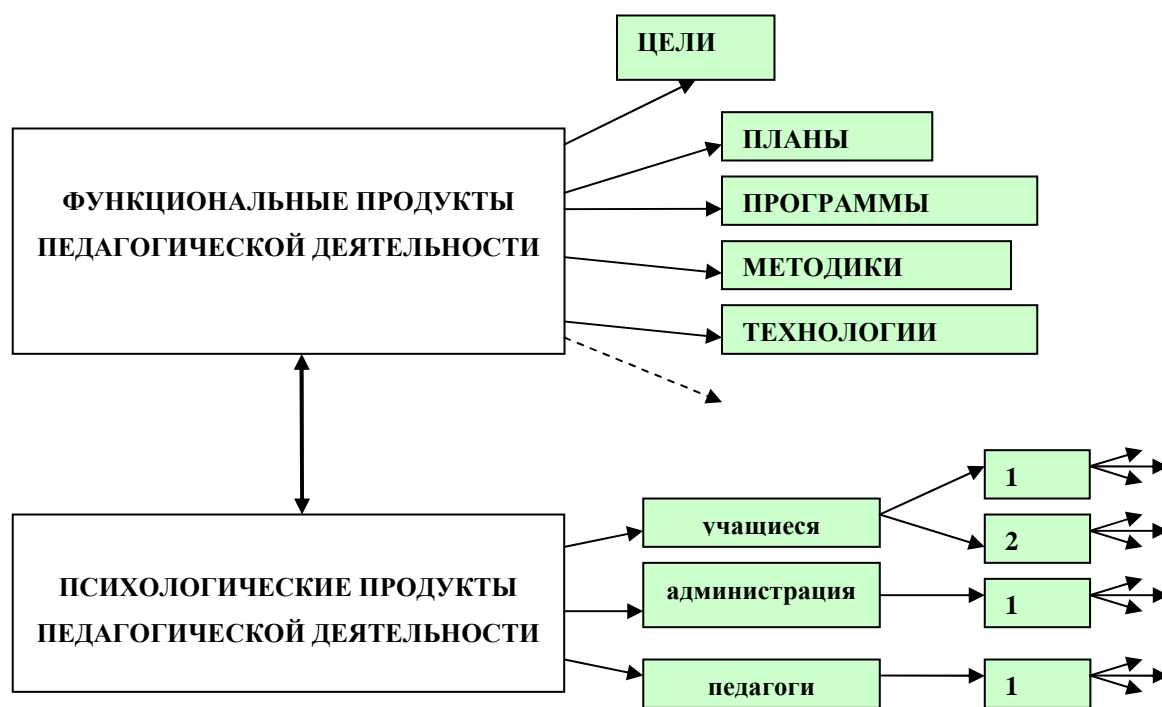 ЦЕЛИ
ФУНКЦИОНАЛЬНЫЕ ПРОДУКТЫ
ПЕДАГОГИЧЕСКОЙ ДЕЯТЕЛЬНОСТИ
ПЛАНЫ
ПРОГРАММЫ
МЕТОДИКИ
ТЕХНОЛОГИИ
ПСИХОЛОГИЧЕСКИЕ ПРОДУКТЫ
ПЕДАГОГИЧЕСКОЙ ДЕЯТЕЛЬНОСТИ
учащиеся
1
2
администрация
1
педагоги
1